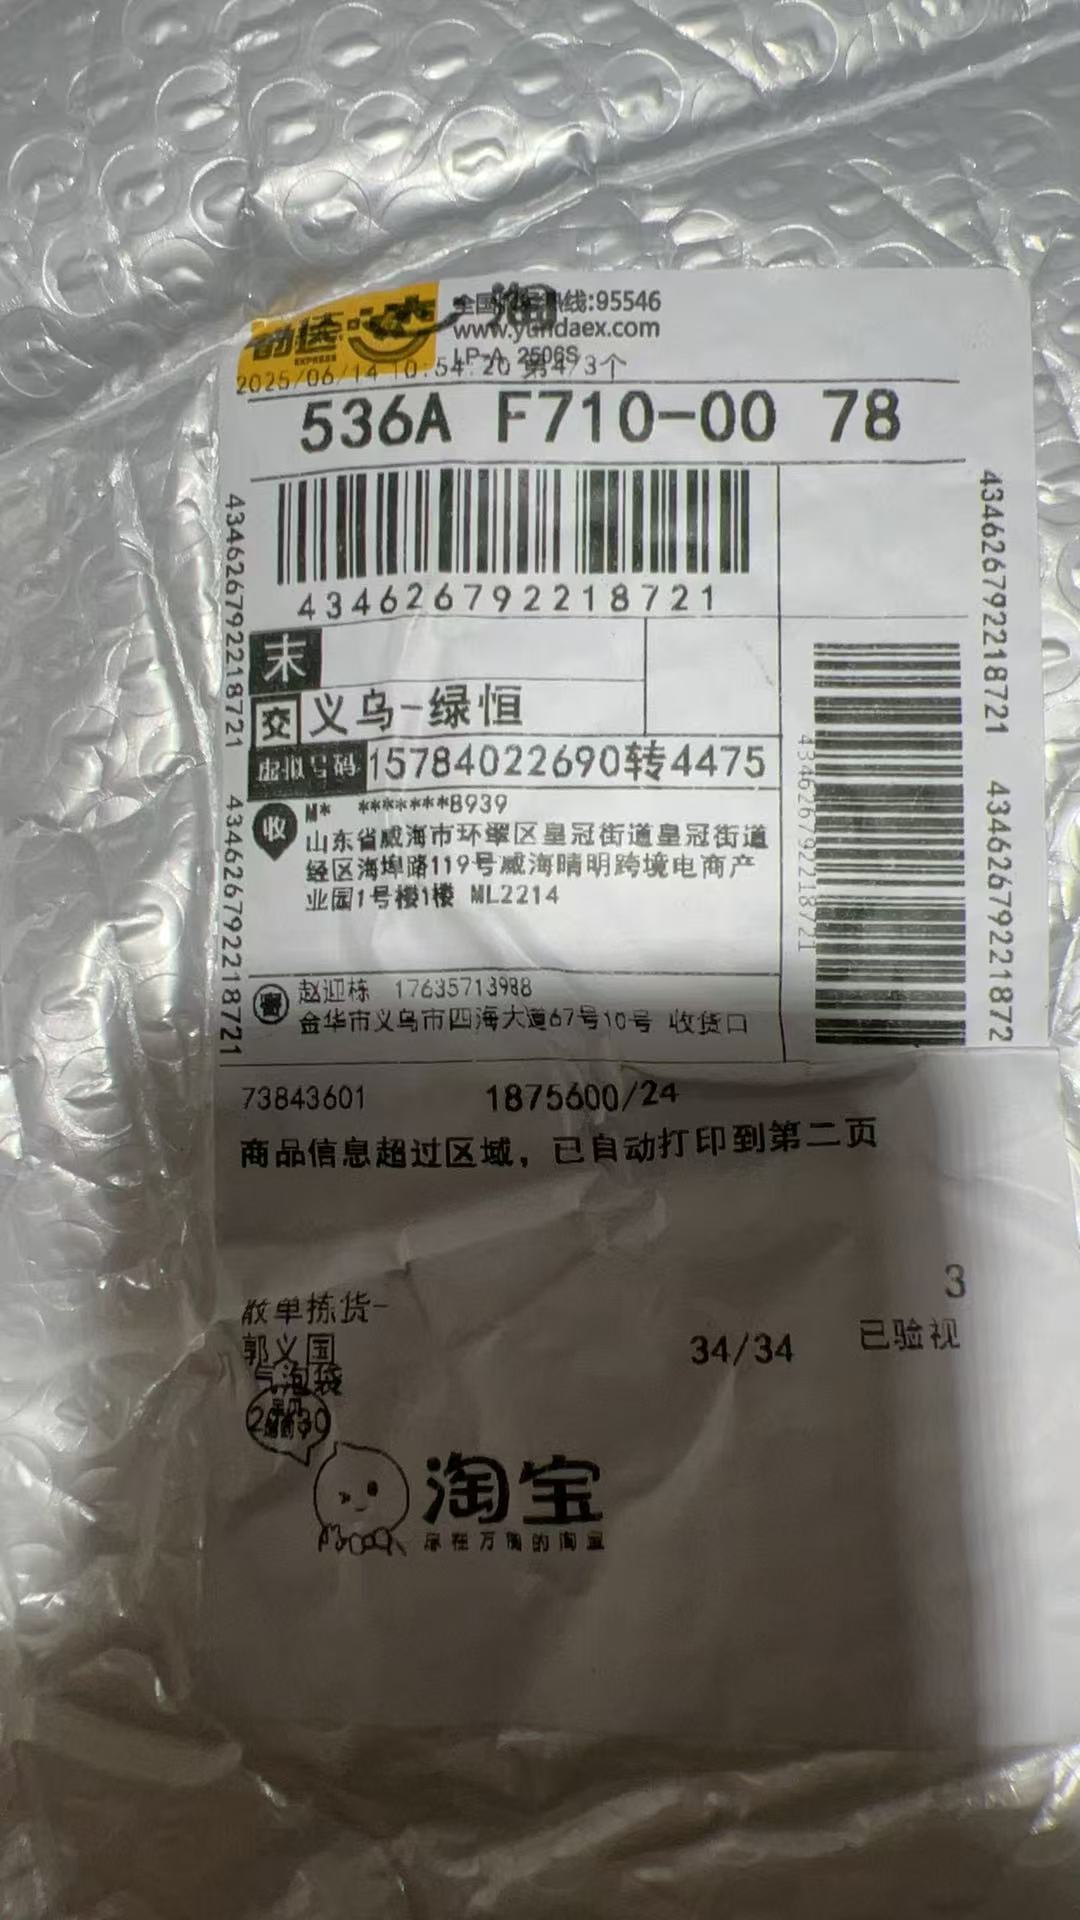 韵达
EXPRESS
淘
全国服务热线:95546
www.yundaex.com
LP-A 2506S
2025/06/14 10:54:20 第4/3个
536A F710-00 78
434626792218721
末
交 义乌-绿恒
15784022690转4475
收 M* *******8939
山东省威海市环翠区皇冠街道皇冠街道
经区海埠路119号威海晴明跨境电商产
业园1号楼1楼 ML2214
寄 赵迎栋 17635713988
金华市义乌市四海大道67号10号 收货口
434626792218721
434626792218721
434626792218721
434626792218721
43462679221872
73843601 1875600/24
商品信息超过区域，已自动打印到第二页
3
散单拣货-
郭义国
34/34 已验视
气泡袋
淘宝